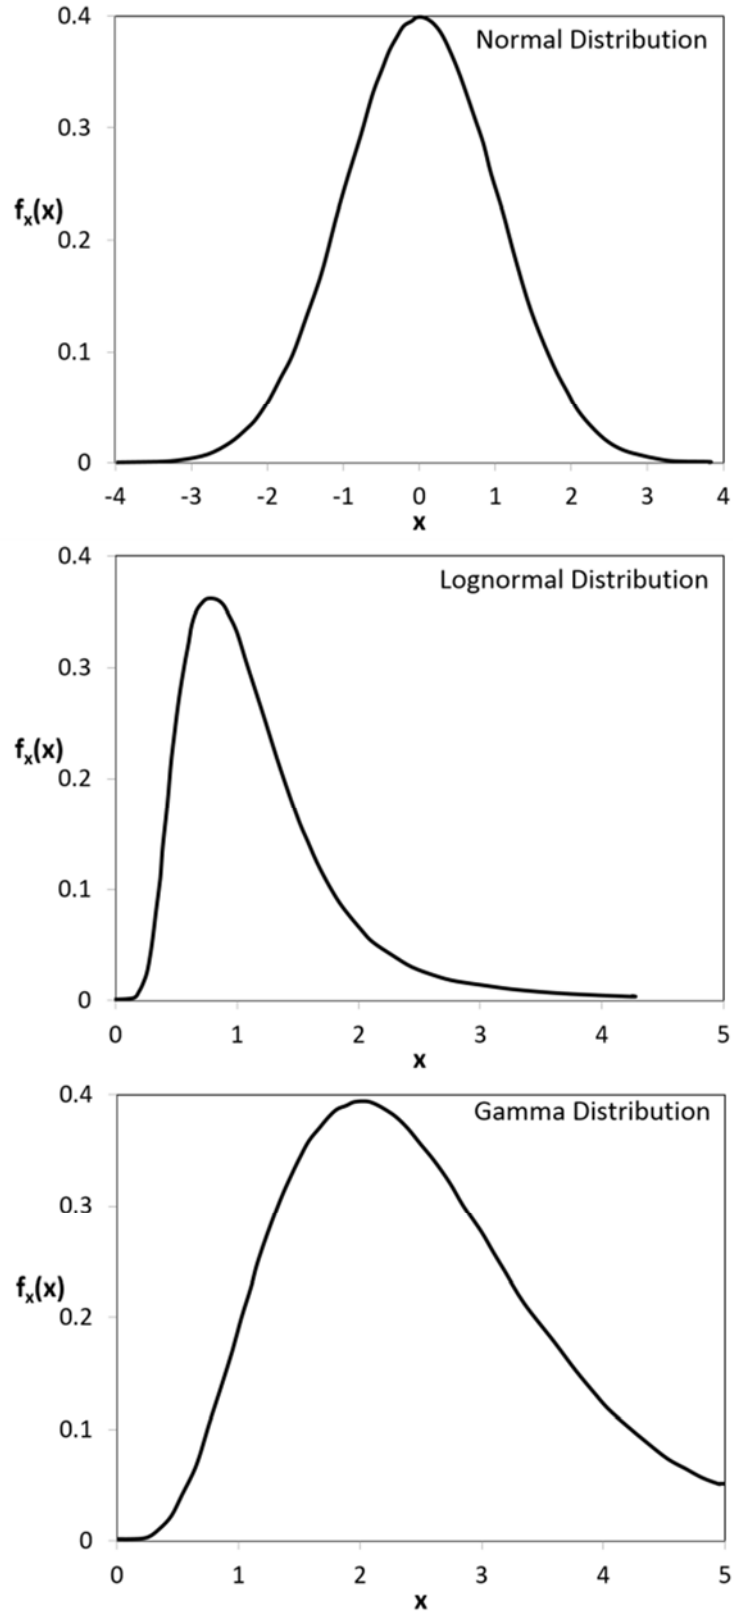 0.4
Normal Distribution
0.3
fx(x)
0.2
0.1
0
-4 -3 -2 -1 0 1 2 3 4
x
0.4
Lognormal Distribution
0.3
fx(x)
0.2
0.1
0
0 1 2 3 4 5
x
0.4
Gamma Distribution
0.3
fx(x)
0.2
0.1
0
0 1 2 3 4 5
x